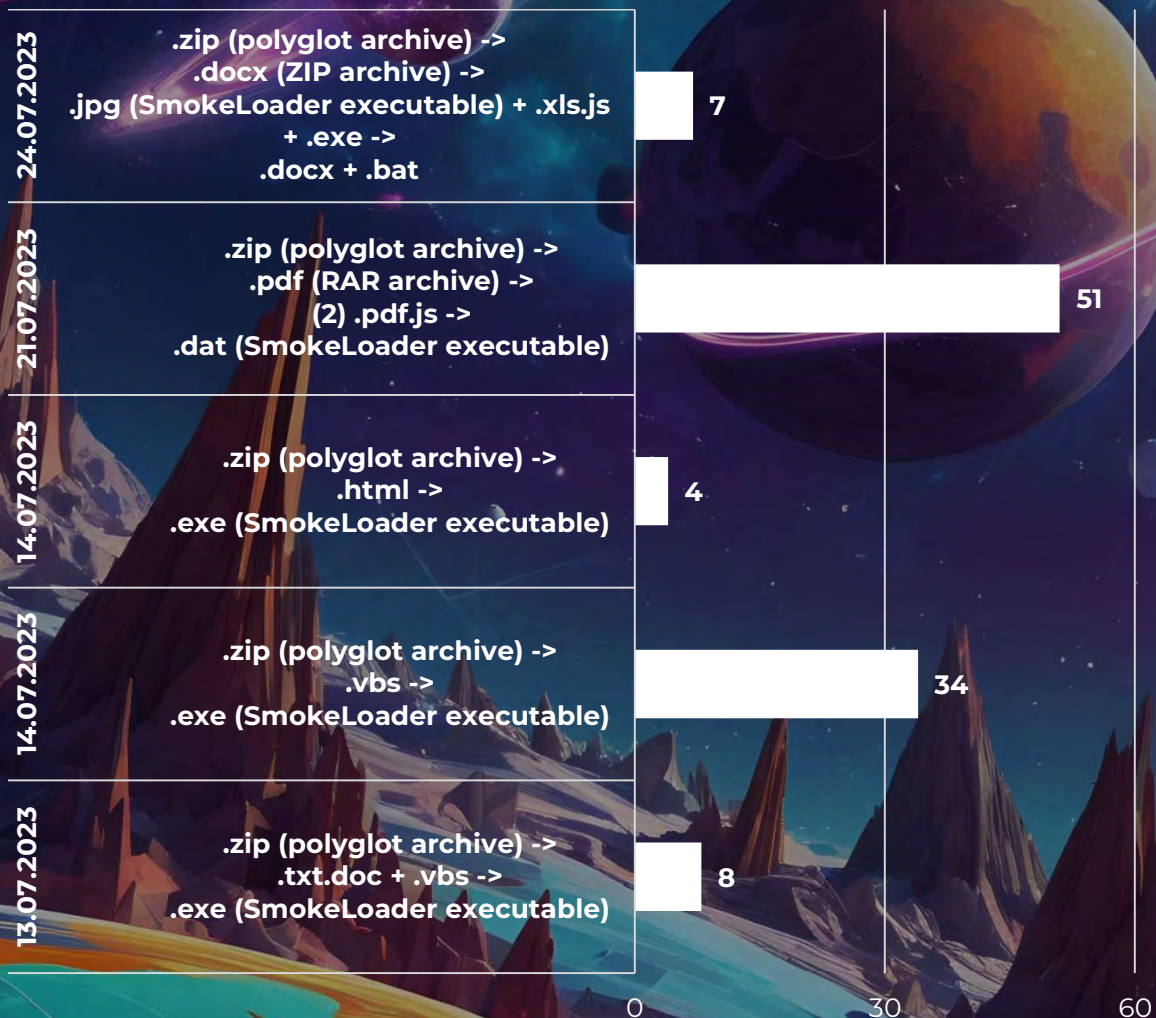 24.07.2023
.zip (polyglot archive) ->
.docx (ZIP archive) ->
.jpg (SmokeLoader executable) + .xls.js
+ .exe ->
.docx + .bat
7
21.07.2023
.zip (polyglot archive) ->
.pdf (RAR archive) ->
(2) .pdf.js ->
.dat (SmokeLoader executable)
51
14.07.2023
.zip (polyglot archive) ->
.html ->
.exe (SmokeLoader executable)
4
14.07.2023
.zip (polyglot archive) ->
.vbs ->
.exe (SmokeLoader executable)
34
13.07.2023
.zip (polyglot archive) ->
.txt.doc + .vbs ->
.exe (SmokeLoader executable)
8
0 30 60